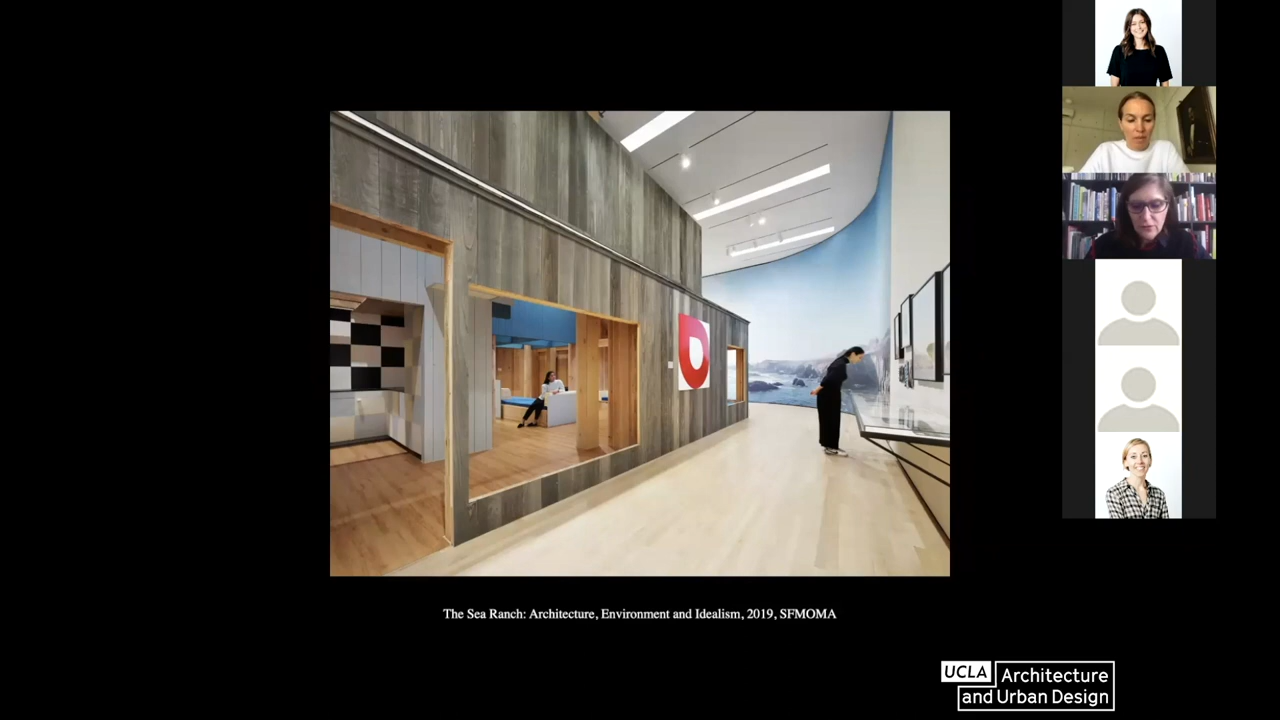 The Sea Ranch: Architecture, Environment and Idealism, 2019, SFMOMA
UCLA Architecture
and Urban Design